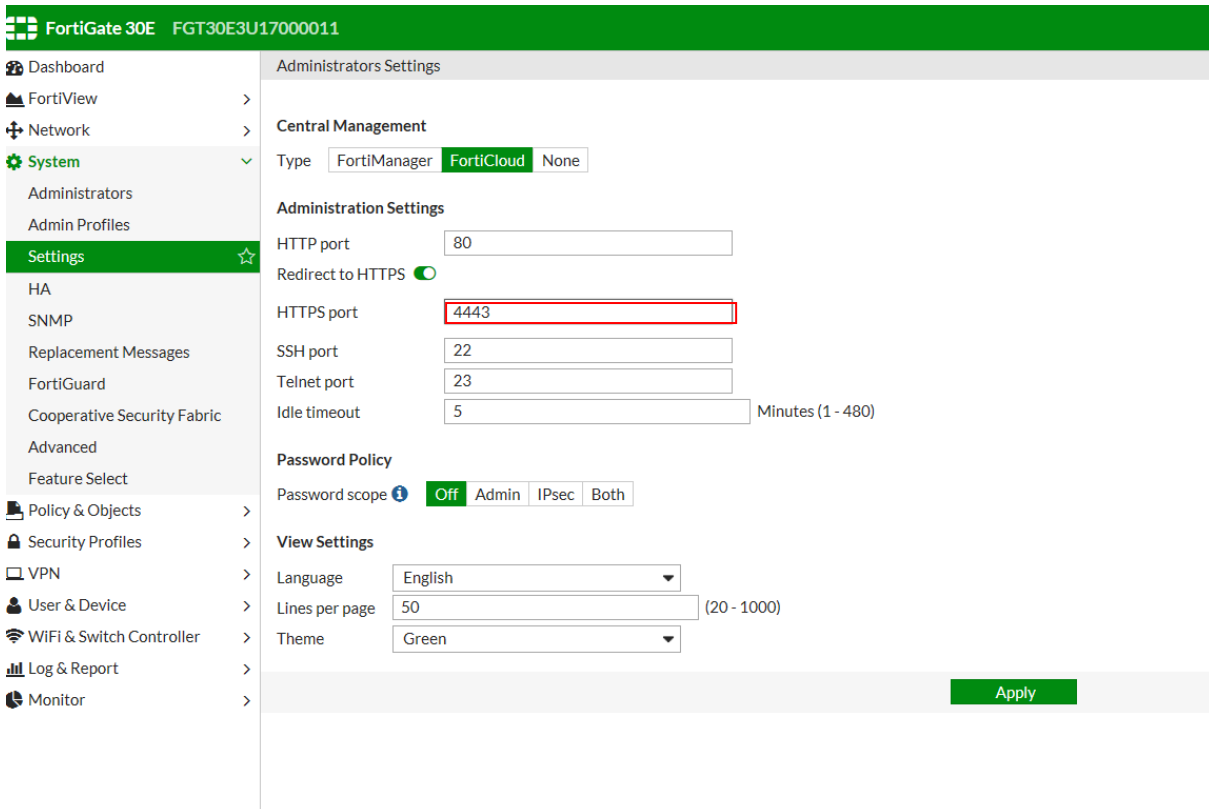 FortiGate 30E FGT30E3U17000011
Dashboard
FortiView
Network
System
Administrators
Admin Profiles
Settings
HA
SNMP
Replacement Messages
FortiGuard
Cooperative Security Fabric
Advanced
Feature Select
Policy & Objects
Security Profiles
VPN
User & Device
WiFi & Switch Controller
Log & Report
Monitor
Administrators Settings
Central Management
Type FortiManager FortiCloud None
Administration Settings
HTTP port 80
Redirect to HTTPS
HTTPS port 4443
SSH port 22
Telnet port 23
Idle timeout 5 Minutes (1 - 480)
Password Policy
Password scope Off Admin IPsec Both
View Settings
Language English
Lines per page 50 (20 - 1000)
Theme Green
Apply